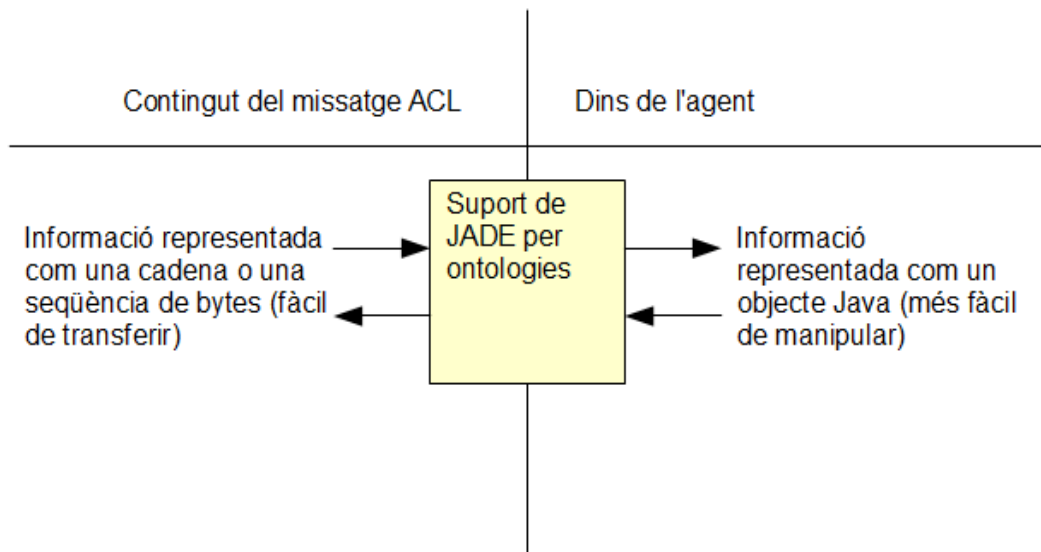 Contingut del missatge ACL
Dins de l'agent
Informació representada
com una cadena o una
seqüència de bytes (fàcil
de transferir)
Suport de
JADE per
ontologies
Informació
representada com un
objecte Java (més fàcil
de manipular)